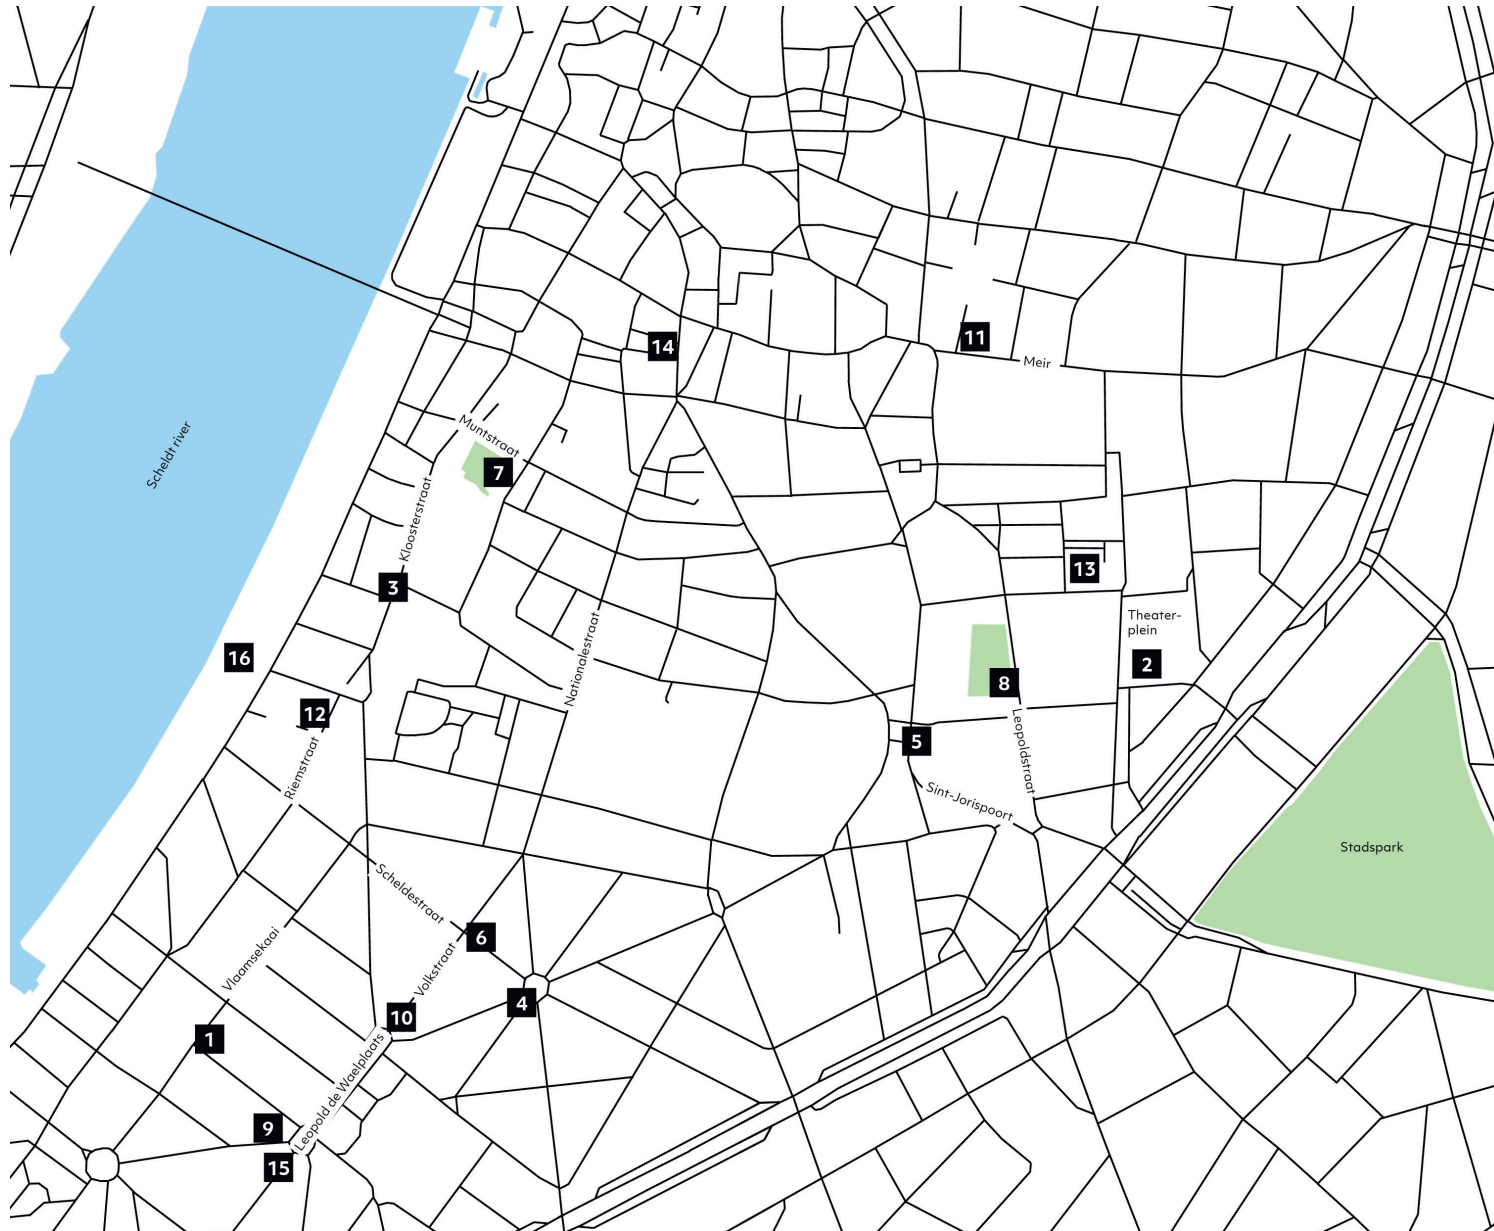 14
11
Meir
Muntstraat
7
Scheldt river
Kloosterstraat
3
13
Theater-
plein
2
16
Nationalestraat
8
12
Leopoldstraat
5
Riemstraat
Sint-Jorispoort
Stadspark
Scheldestraat
6
Volkstraat
Vlaamsekaai
4
10
1
Leopold de Waelplaats
9
15